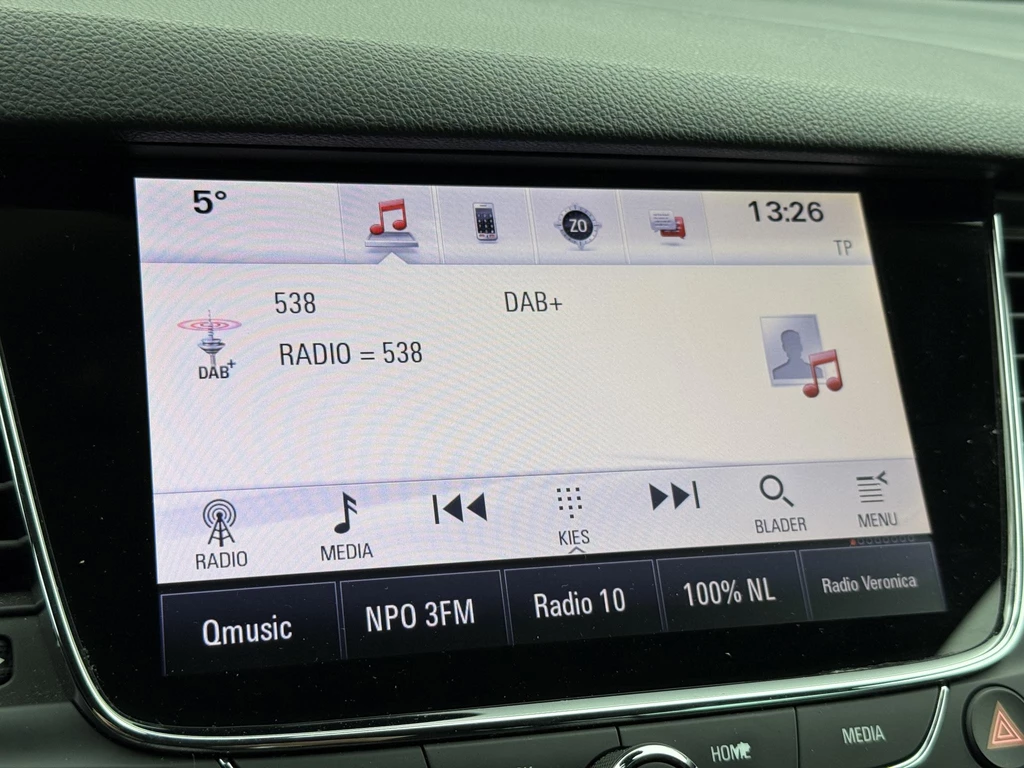 5°
ZO
13:26
TP
538
DAB+
RADIO = 538
DAB+
RADIO
MEDIA
KIES
BLADER
MENU
Qmusic
NPO 3FM
Radio 10
100% NL
Radio Veronica
MEDIA